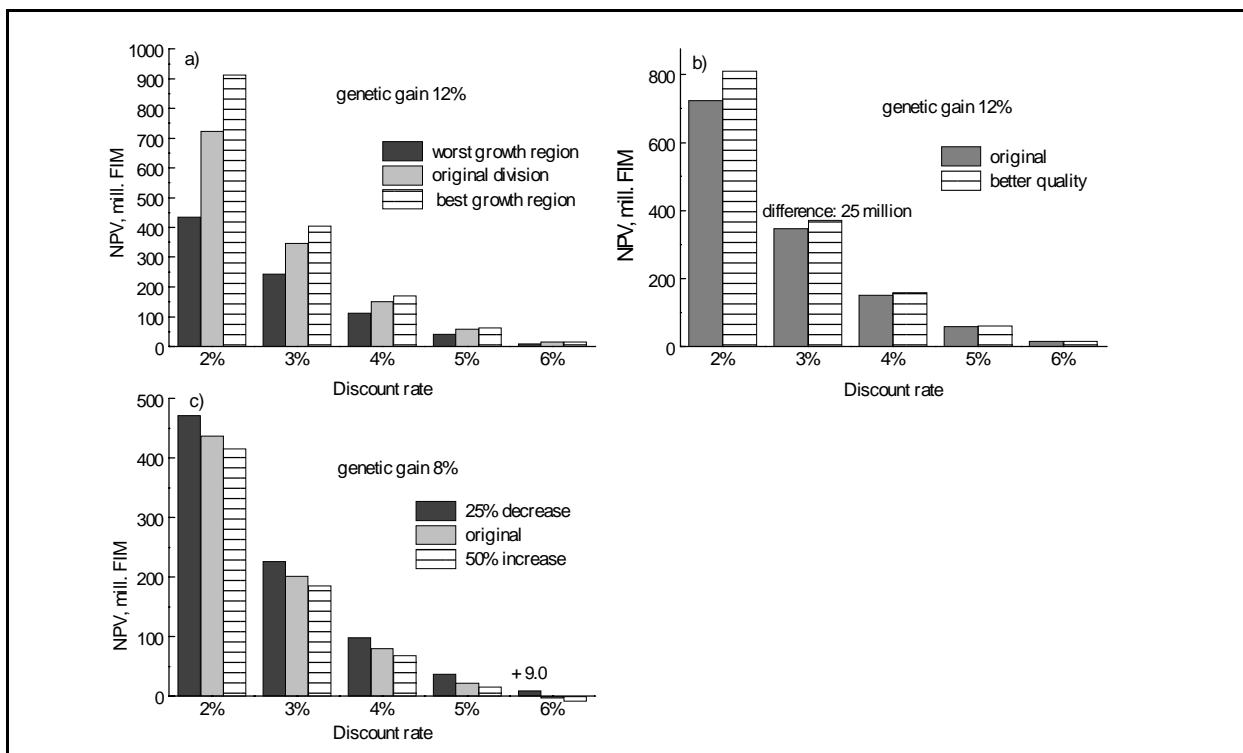 a)
genetic gain 12%
worst growth region
original division
best growth region
NPV, mill. FIM
1000
900
800
700
600
500
400
300
200
100
0
2% 3% 4% 5% 6%
Discount rate
b)
genetic gain 12%
original
better quality
difference: 25 million
NPV, mill. FIM
800
600
400
200
0
2% 3% 4% 5% 6%
Discount rate
c)
genetic gain 8%
25% decrease
original
50% increase
+ 9.0
NPV, mill. FIM
500
400
300
200
100
0
2% 3% 4% 5% 6%
Discount rate